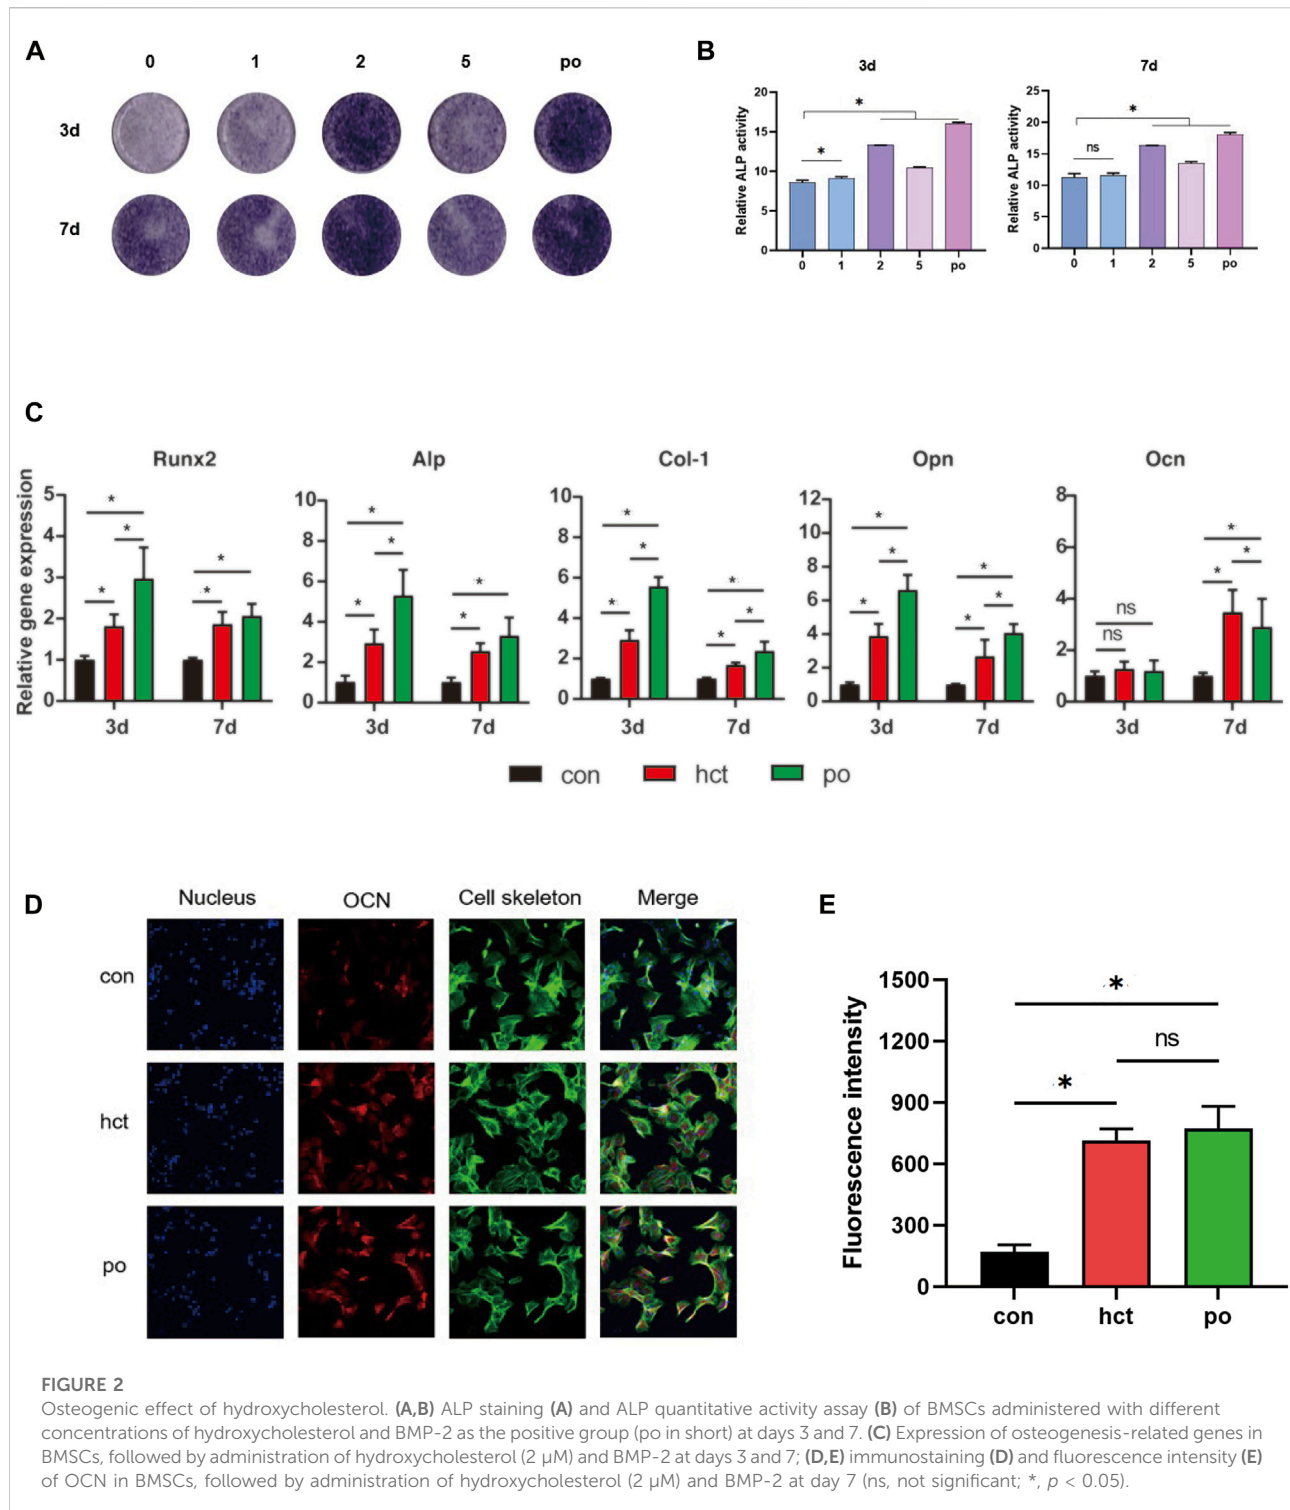 A
0 1 2 5 po
3d
7d
B
3d
Relative ALP activity
20
15
10
5
0
*
*
0 1 2 5 po
7d
Relative ALP activity
25
20
15
10
5
0
*
ns
0 1 2 5 po
C
Relative gene expression
Runx2
5
4
3
2
1
0
*
*
*
*
*
3d 7d
Alp
10
8
6
4
2
0
*
*
*
*
*
3d 7d
Col-1
10
8
6
4
2
0
*
*
*
*
*
*
3d 7d
Opn
12
10
8
6
4
2
0
*
*
*
*
*
*
3d 7d
Ocn
8
6
4
2
0
ns
ns
*
*
*
3d 7d
con hct po
D
Nucleus OCN Cell skeleton Merge
con
hct
po
E
Fluorescence intensity
1500
1200
900
600
300
0
*
ns
*
con hct po
FIGURE 2
Osteogenic effect of hydroxycholesterol. (A,B) ALP staining (A) and ALP quantitative activity assay (B) of BMSCs administered with different
concentrations of hydroxycholesterol and BMP-2 as the positive group (po in short) at days 3 and 7. (C) Expression of osteogenesis-related genes in
BMSCs, followed by administration of hydroxycholesterol (2 μM) and BMP-2 at days 3 and 7; (D,E) immunostaining (D) and fluorescence intensity (E)
of OCN in BMSCs, followed by administration of hydroxycholesterol (2 μM) and BMP-2 at day 7 (ns, not significant; *, p < 0.05).